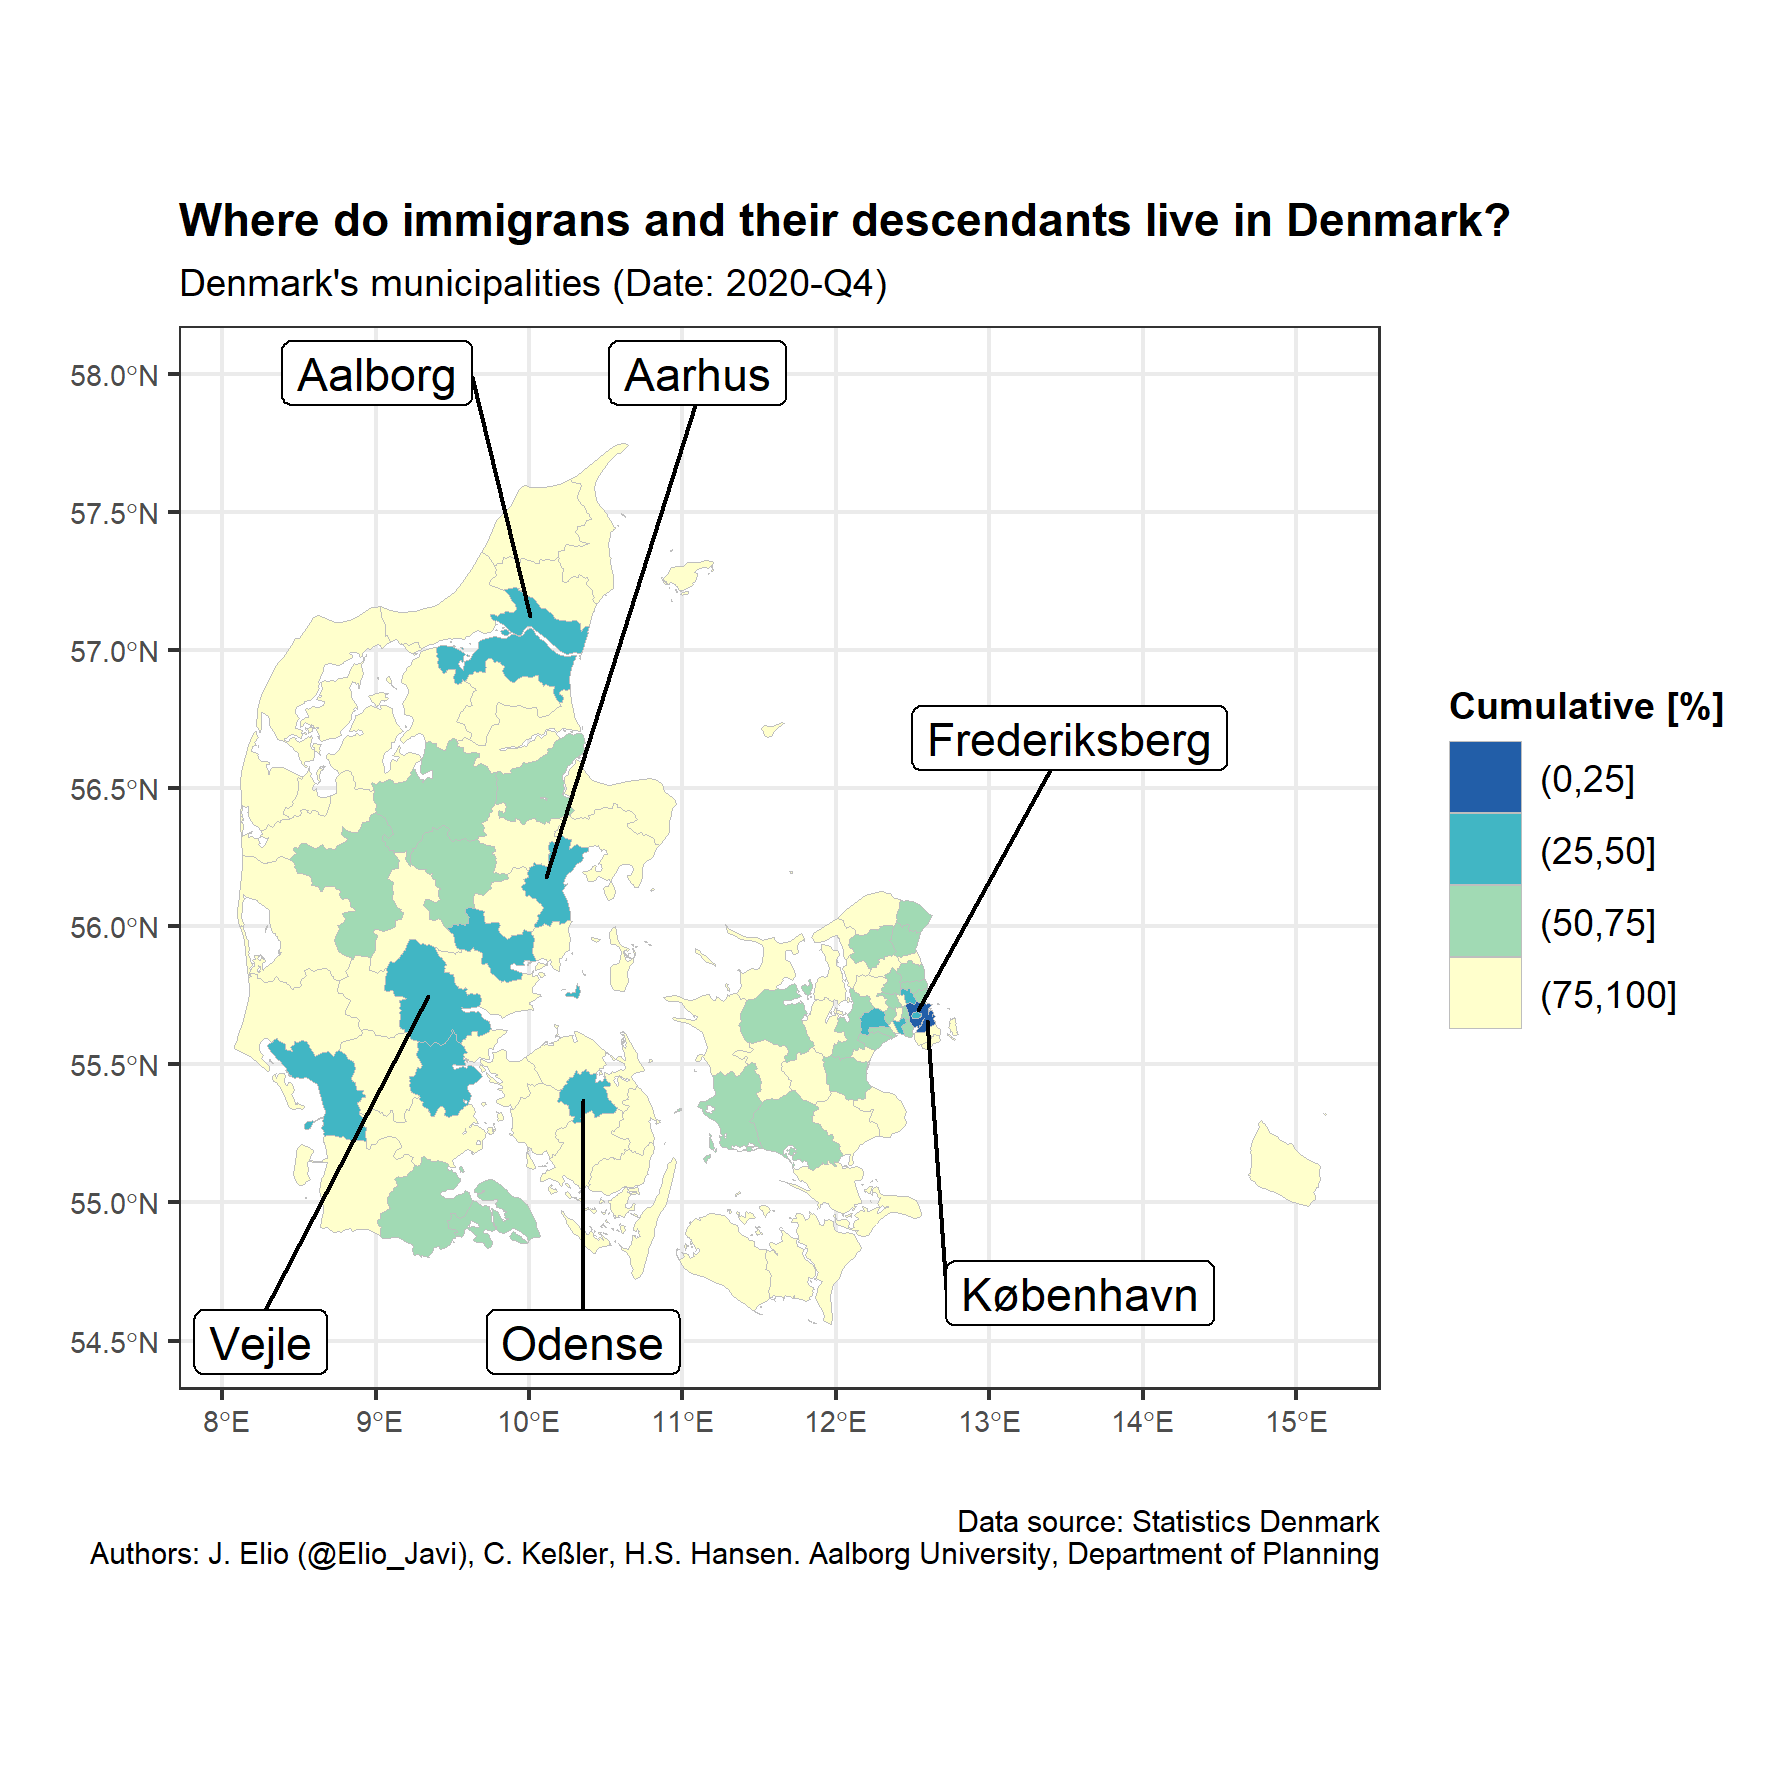 Where do immigrans and their descendants live in Denmark?
Denmark's municipalities (Date: 2020-Q4)
Aalborg
Aarhus
Frederiksberg
København
Vejle
Odense
58.0°N
57.5°N
57.0°N
56.5°N
56.0°N
55.5°N
55.0°N
54.5°N
8°E
9°E
10°E
11°E
12°E
13°E
14°E
15°E
Cumulative [%]
(0,25]
(25,50]
(50,75]
(75,100]
Data source: Statistics Denmark
Authors: J. Elio (@Elio_Javi), C. Keßler, H.S. Hansen. Aalborg University, Department of Planning